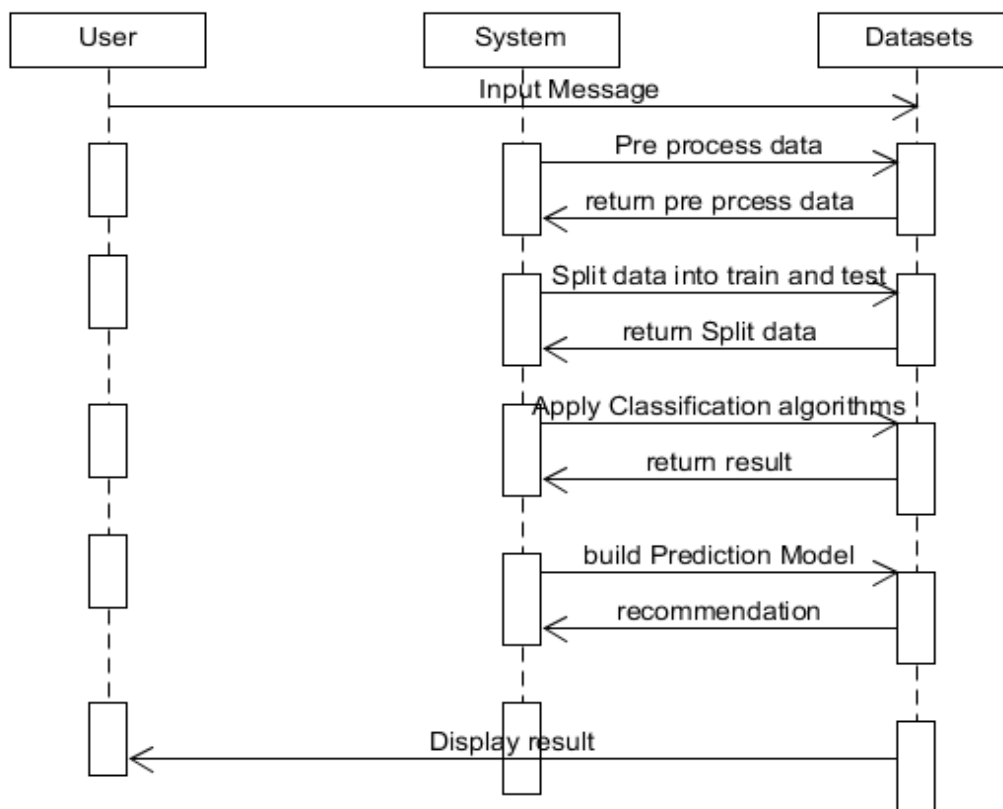 User
System
Datasets
Input Message
Pre process data
return pre prcess data
Split data into train and test
return Split data
Apply Classification algorithms
return result
build Prediction Model
recommendation
Display result